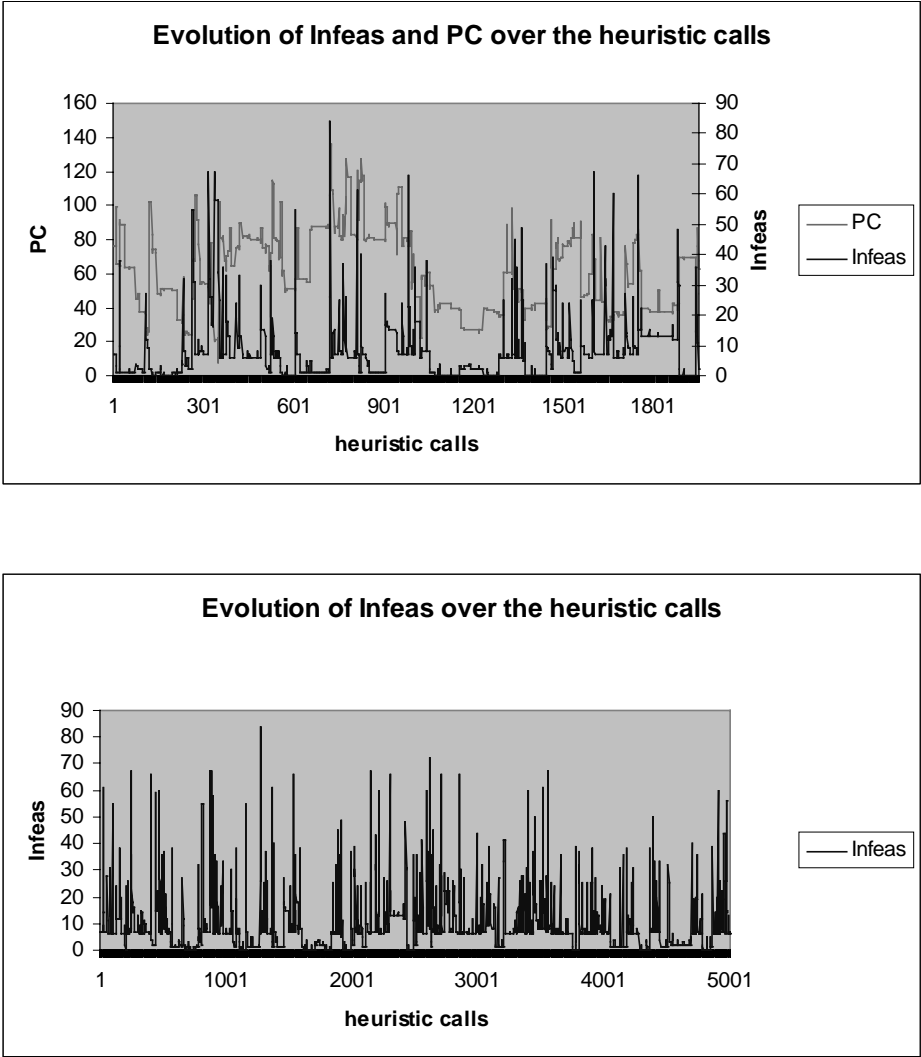 Evolution of Infeas and PC over the heuristic calls
160
140
120
100
80
60
40
20
0
PC
90
80
70
60
50
40
30
20
10
0
Infeas
1 301 601 901 1201 1501 1801
heuristic calls
PC
Infeas
Evolution of Infeas over the heuristic calls
90
80
70
60
50
40
30
20
10
0
Infeas
1 1001 2001 3001 4001 5001
heuristic calls
Infeas